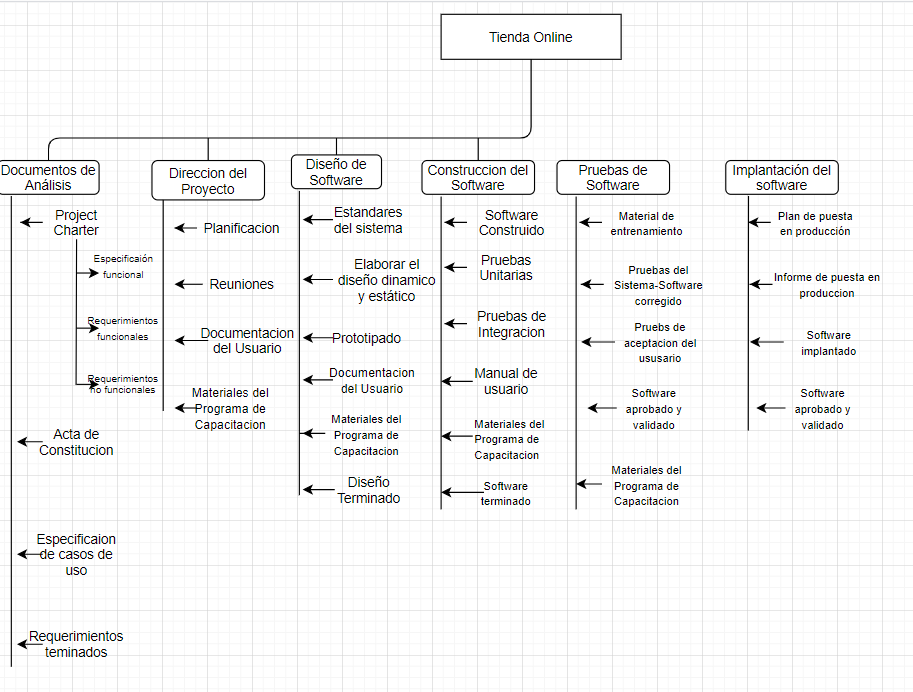 Tienda Online
Documentos de
Análisis
Project
Charter
Especificaión
funcional
Requerimientos
funcionales
Requerimientos
no funcionales
Acta de
Constitucion
Especificaion
de casos de
uso
Requerimientos
teminados
Direccion del
Proyecto
Planificacion
Reuniones
Documentacion
del Usuario
Materiales del
Programa de
Capacitacion
Diseño de
Software
Estandares
del sistema
Elaborar el
diseño dinamico
y estático
Prototipado
Documentacion
del Usuario
Materiales del
Programa de
Capacitacion
Diseño
Terminado
Construccion del
Software
Software
Construido
Pruebas
Unitarias
Pruebas de
Integracion
Manual de
usuario
Materiales del
Programa de
Capacitacion
Software
terminado
Pruebas de
Software
Material de
entrenamiento
Pruebas del
Sistema-Software
corregido
Pruebs de
aceptacion del
ususario
Software
aprobado y
validado
Materiales del
Programa de
Capacitacion
Implantación del
software
Plan de puesta
en producción
Informe de puesta en
produccion
Software
implantado
Software
aprobado y
validado